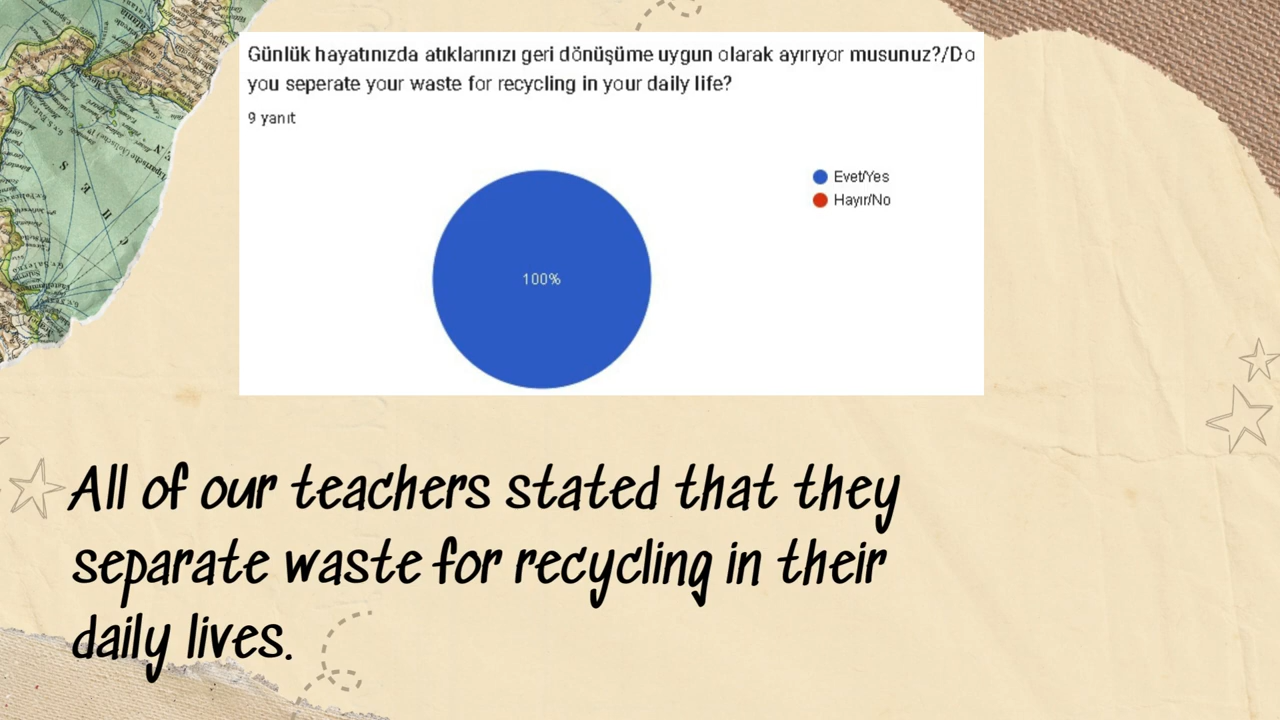 Günlük hayatınızda atıklarınızı geri dönüşüme uygun olarak ayırıyor musunuz?/Do
you seperate your waste for recycling in your daily life?
9 yanıt
Evet/Yes
Hayır/No
100%
All of our teachers stated that they
separate waste for recycling in their
daily lives.